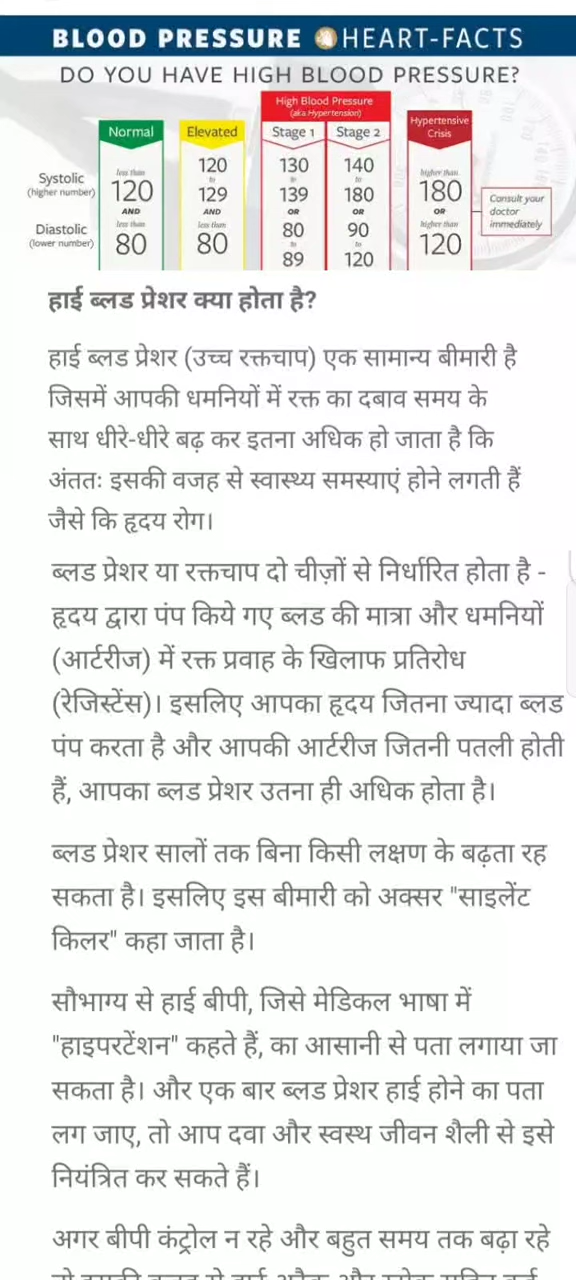 BLOOD PRESSURE HEART-FACTS
DO YOU HAVE HIGH BLOOD PRESSURE?
High Blood Pressure
(aka Hypertension)
Normal
Elevated
Stage 1
Stage 2
Hypertensive
Crisis
Systolic
(higher number)
less than
120
120
to
129
130
to
139
140
to
180
higher than
180
AND
AND
OR
OR
OR
Diastolic
(lower number)
less than
80
less than
80
80
to
89
90
to
120
higher than
120
Consult your
doctor
immediately
हाई ब्लड प्रेशर क्या होता है?
हाई ब्लड प्रेशर (उच्च रक्तचाप) एक सामान्य बीमारी है
जिसमें आपकी धमनियों में रक्त का दबाव समय के
साथ धीरे-धीरे बढ़ कर इतना अधिक हो जाता है कि
अंततः इसकी वजह से स्वास्थ्य समस्याएं होने लगती हैं
जैसे कि हृदय रोग।
ब्लड प्रेशर या रक्तचाप दो चीज़ों से निर्धारित होता है -
हृदय द्वारा पंप किये गए ब्लड की मात्रा और धमनियों
(आर्टरीज) में रक्त प्रवाह के खिलाफ प्रतिरोध
(रेजिस्टेंस)। इसलिए आपका हृदय जितना ज्यादा ब्लड
पंप करता है और आपकी आर्टरीज जितनी पतली होती
हैं, आपका ब्लड प्रेशर उतना ही अधिक होता है।
ब्लड प्रेशर सालों तक बिना किसी लक्षण के बढ़ता रह
सकता है। इसलिए इस बीमारी को अक्सर "साइलेंट
किलर" कहा जाता है।
सौभाग्य से हाई बीपी, जिसे मेडिकल भाषा में
"हाइपरटेंशन" कहते हैं, का आसानी से पता लगाया जा
सकता है। और एक बार ब्लड प्रेशर हाई होने का पता
लग जाए, तो आप दवा और स्वस्थ जीवन शैली से इसे
नियंत्रित कर सकते हैं।
अगर बीपी कंट्रोल न रहे और बहुत समय तक बढ़ा रहे